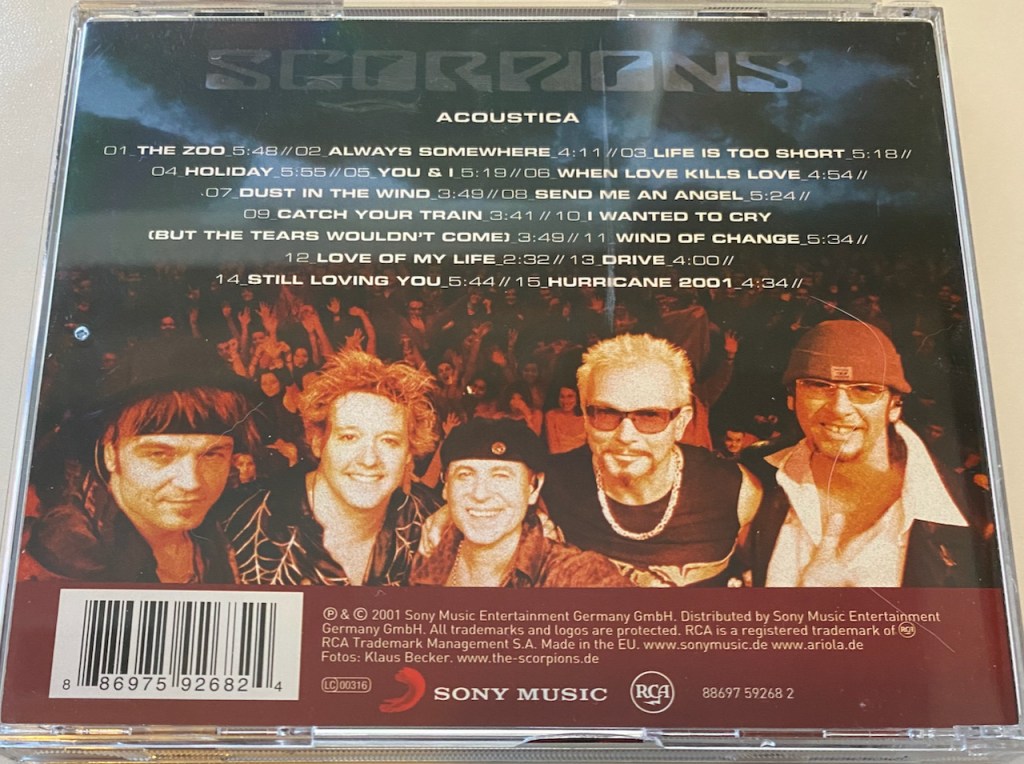 SCORPIONS
ACOUSTICA
01_THE ZOO_5:48//02_ALWAYS SOMEWHERE_4:11//03_LIFE IS TOO SHORT_5:18//
04_HOLIDAY_5:55//05_YOU & I_5:19//06_WHEN LOVE KILLS LOVE_4:54//
07_DUST IN THE WIND_3:49//08_SEND ME AN ANGEL_5:24//
09_CATCH YOUR TRAIN_3:41//10_I WANTED TO CRY
(BUT THE TEARS WOULDN'T COME)_3:49//11_WIND OF CHANGE_5:34//
12_LOVE OF MY LIFE_2:32//13_DRIVE_4:00//
14_STILL LOVING YOU_5:44//15_HURRICANE 2001_4:34//
℗ & © 2001 Sony Music Entertainment Germany GmbH. Distributed by Sony Music Entertainment
Germany GmbH. All trademarks and logos are protected. RCA is a registered trademark of RCA
RCA Trademark Management S.A. Made in the EU. www.sonymusic.de www.ariola.de
Fotos: Klaus Becker. www.the-scorpions.de
8 86975 92682 4
LC 00316
SONY MUSIC
RCA
88697 59268 2